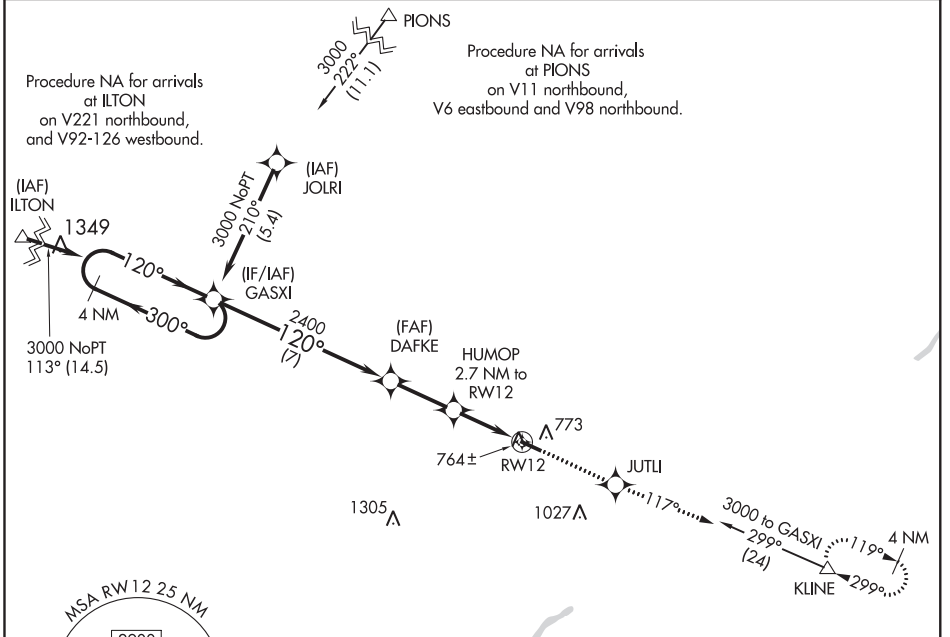 PIONS
3000
222°
(11.1)
Procedure NA for arrivals
at PIONS
on V11 northbound,
V6 eastbound and V98 northbound.
Procedure NA for arrivals
at ILTON
on V221 northbound,
and V92-126 westbound.
(IAF)
JOLRI
3000 NoPT
210°
(5.4)
(IAF)
ILTON
1349
120°
(IF/IAF)
GASXI
4 NM
300°
3000 NoPT
113° (14.5)
2400
120°
(7)
(FAF)
DAFKE
HUMOP
2.7 NM to
RW12
773
764±
RW12
JUTLI
1305
1027
117°
3000 to GASXI
299°
(24)
119°
4 NM
299°
KLINE
MSA RW12 25 NM